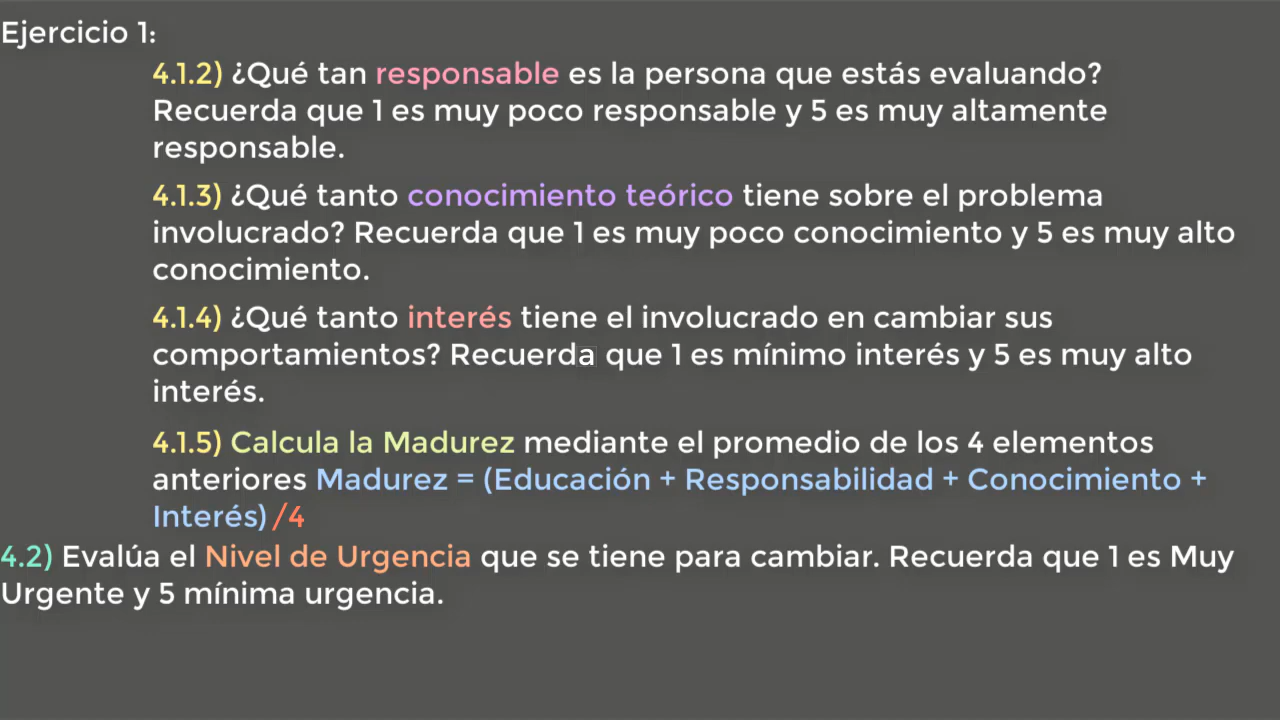 Ejercicio 1:
4.1.2) ¿Qué tan responsable es la persona que estás evaluando?
Recuerda que 1 es muy poco responsable y 5 es muy altamente
responsable.
4.1.3) ¿Qué tanto conocimiento teórico tiene sobre el problema
involucrado? Recuerda que 1 es muy poco conocimiento y 5 es muy alto
conocimiento.
4.1.4) ¿Qué tanto interés tiene el involucrado en cambiar sus
comportamientos? Recuerda que 1 es mínimo interés y 5 es muy alto
interés.
4.1.5) Calcula la Madurez mediante el promedio de los 4 elementos
anteriores Madurez = (Educación + Responsabilidad + Conocimiento +
Interés) /4
4.2) Evalúa el Nivel de Urgencia que se tiene para cambiar. Recuerda que 1 es Muy
Urgente y 5 mínima urgencia.